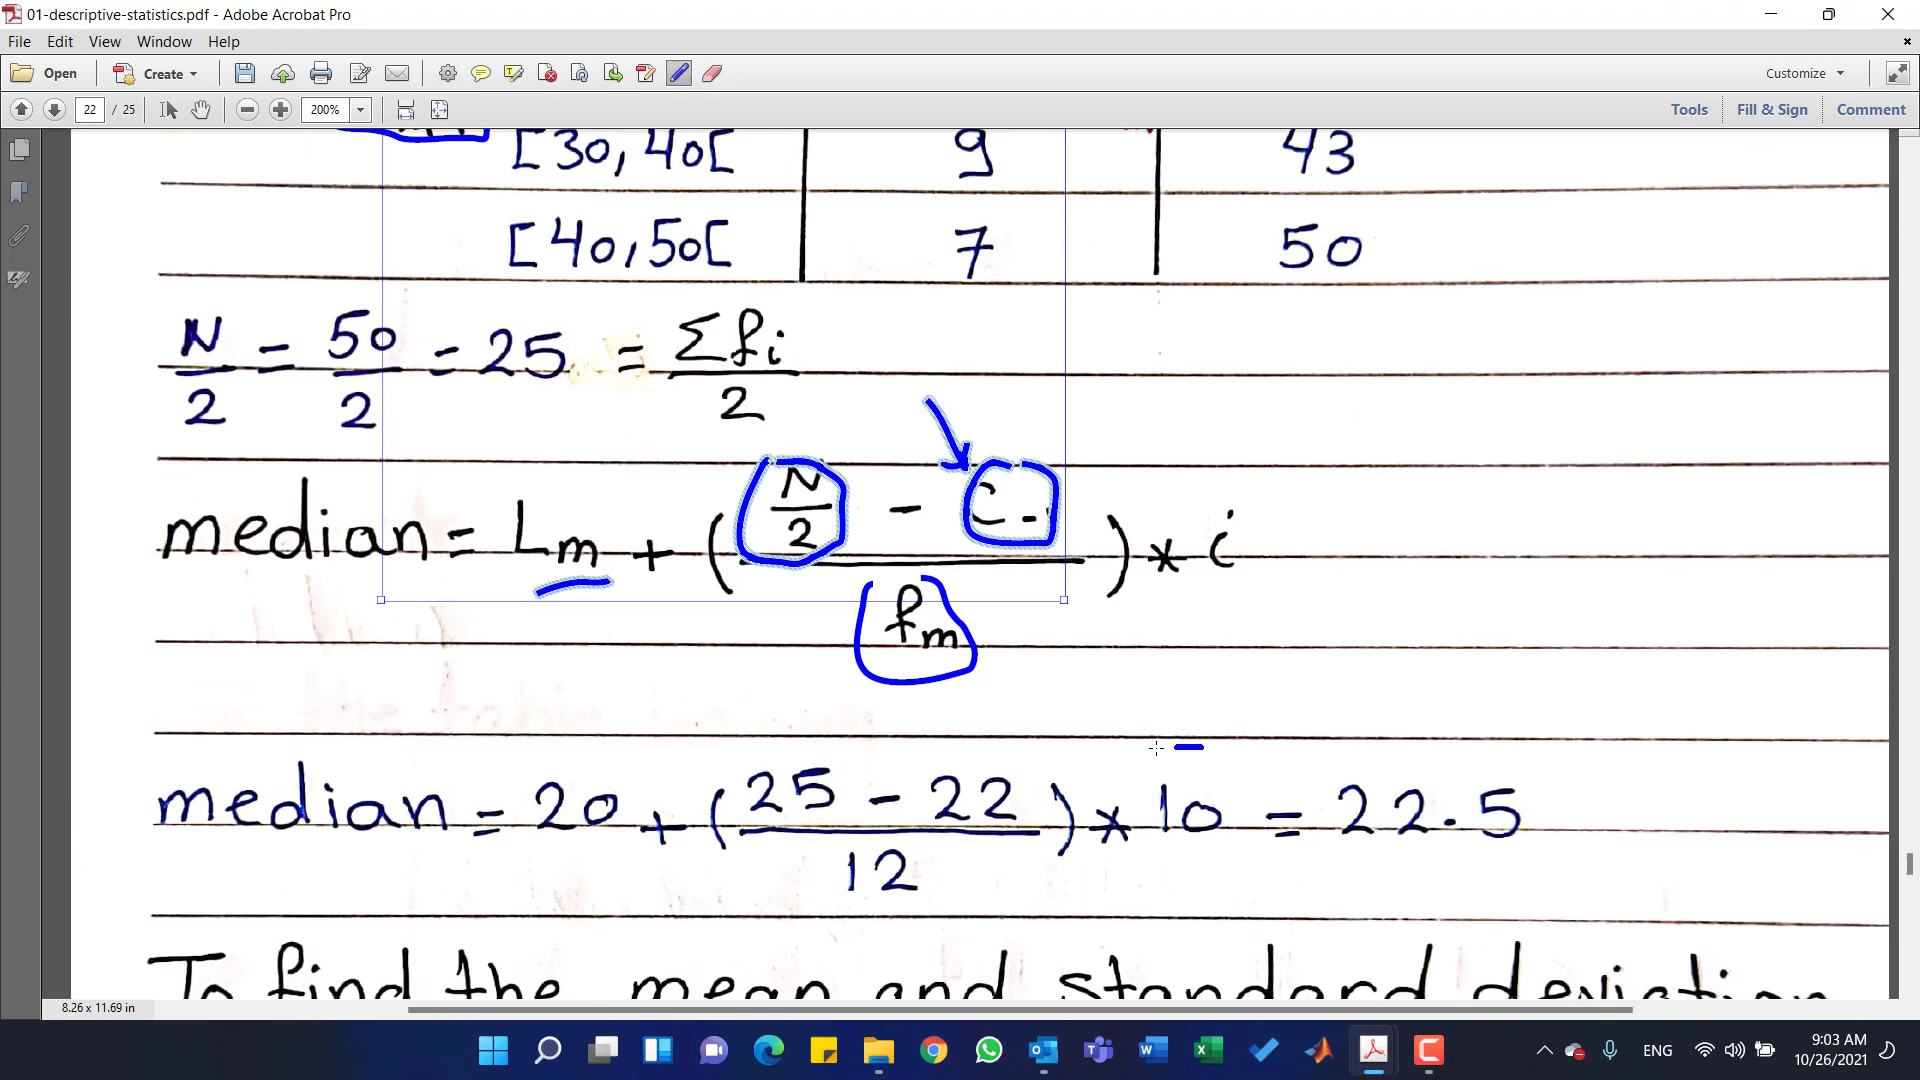 01-descriptive-statistics.pdf - Adobe Acrobat Pro
File Edit View Window Help
Open Create Customize
22 / 25 200% Tools Fill & Sign Comment
[30, 40[ 9 43
[40, 50[ 7 50
N/2 = 50/2 = 25 = Σfi/2
median = Lm + ((N/2 - C-1)/fm) * i
median = 20 + ((25 - 22)/12) * 10 = 22.5
To find the mean and standard deviation
8.26 x 11.69 in
ENG 9:03 AM
10/26/2021